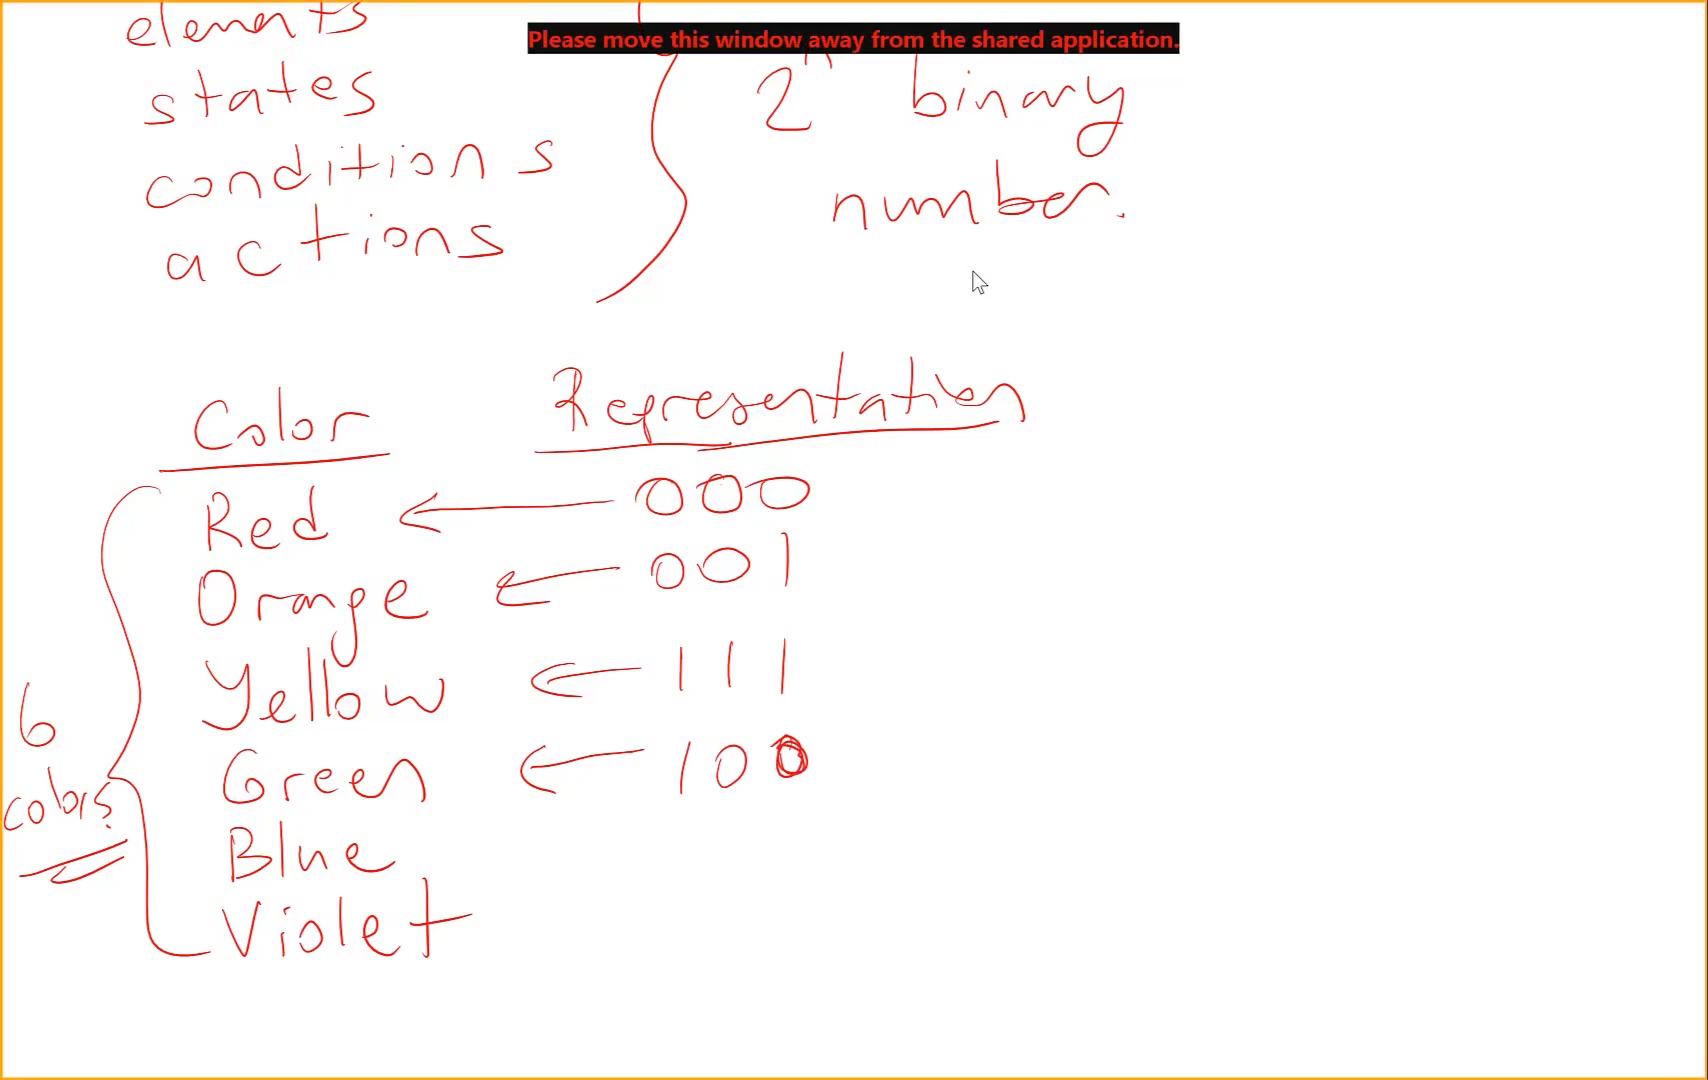 Please move this window away from the shared application.
elements
states
conditions
actions
2^n binary
number.
Color Representation
Red ← 000
Orange ← 001
Yellow ← 111
Green ← 100
Blue
Violet
6
colors